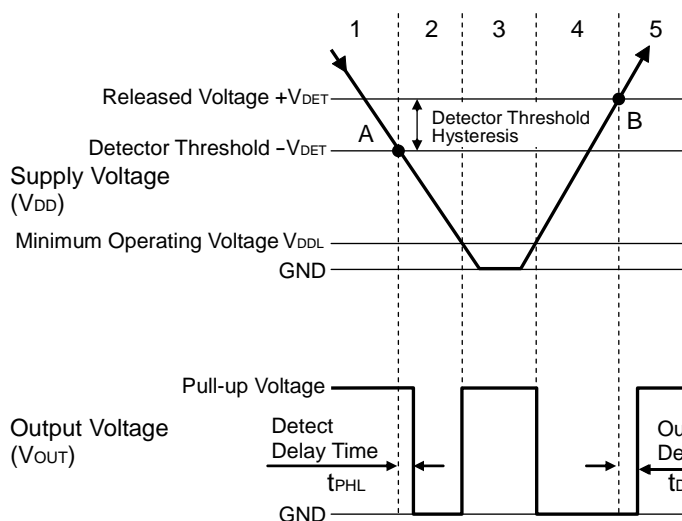 1 2 3 4 5
Released Voltage +VDET
Detector Threshold
Hysteresis
A
B
Detector Threshold −VDET
Supply Voltage
(VDD)
Minimum Operating Voltage VDDL
GND
Pull-up Voltage
Output Voltage
(VOUT)
Detect
Delay Time
tPHL
GND